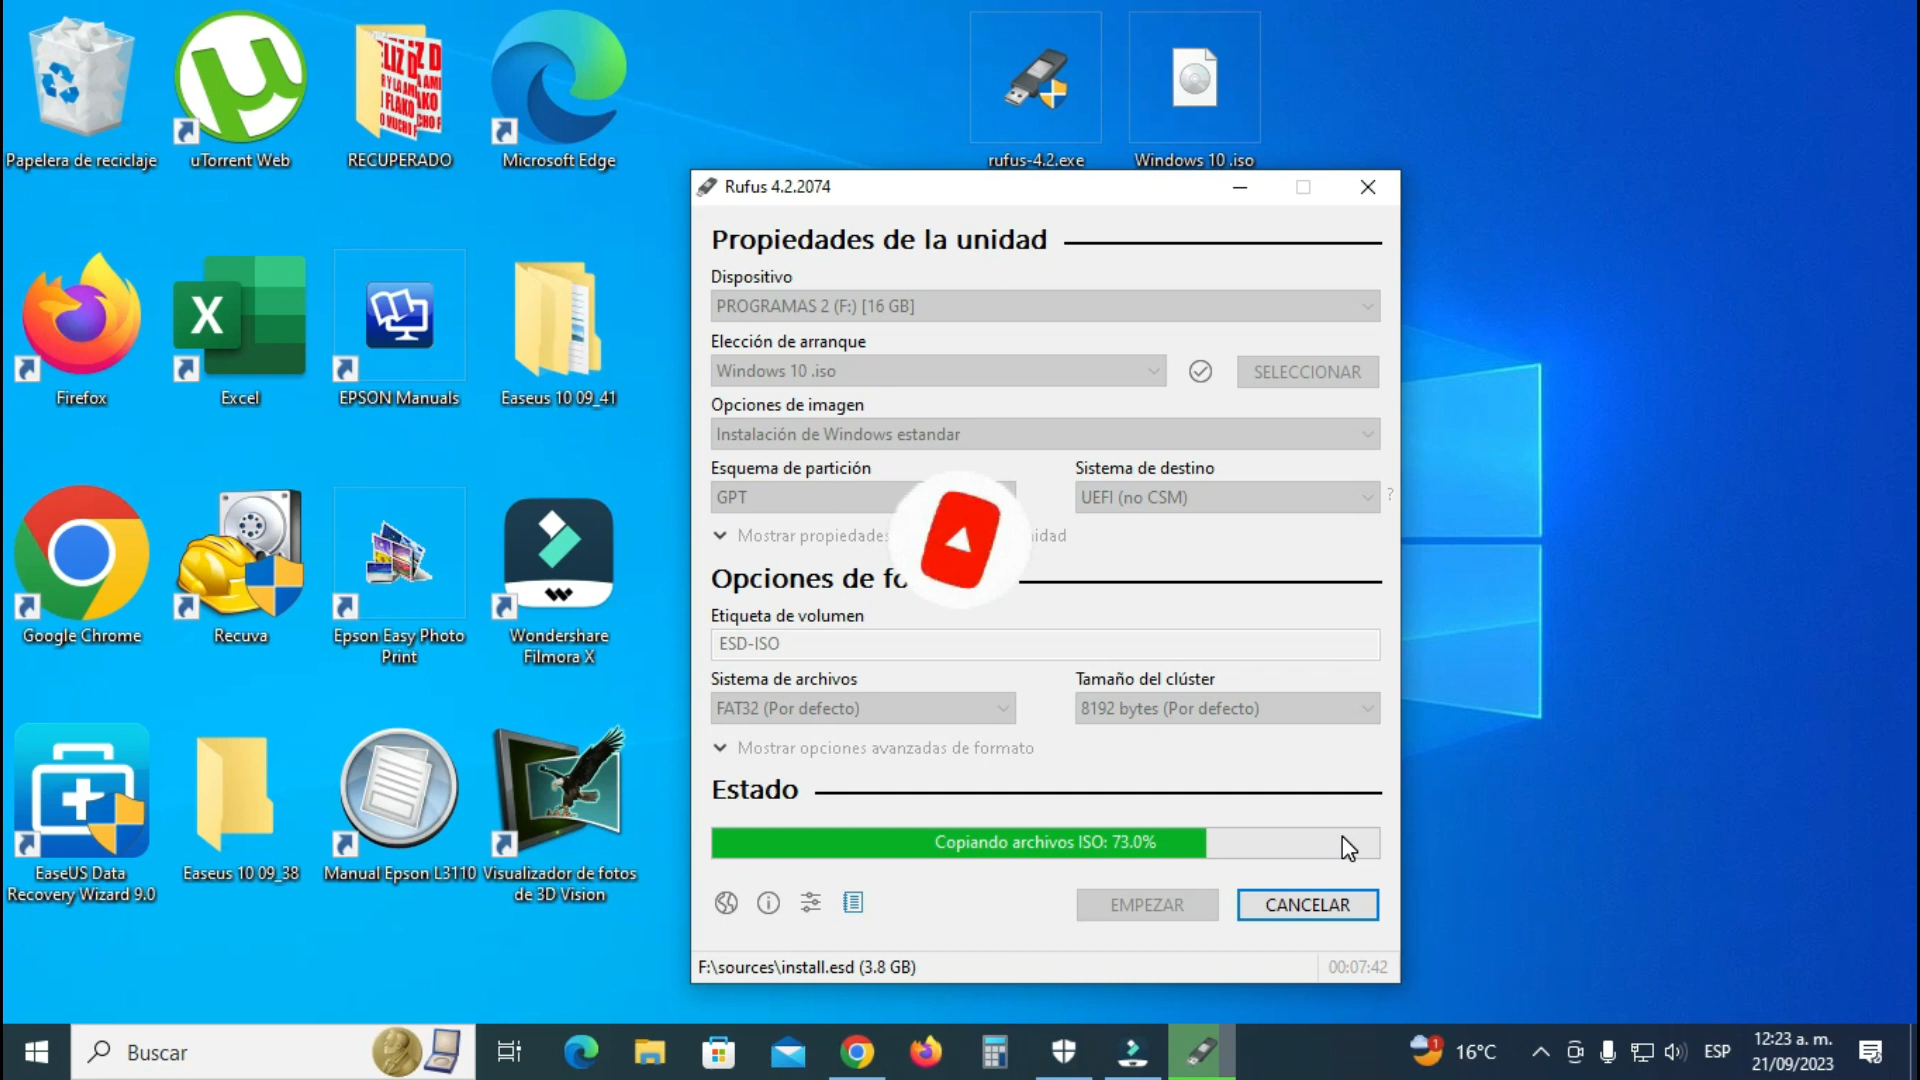 Papelera de reciclaje
uTorrent Web
RECUPERADO
Microsoft Edge
rufus-4.2.exe
Windows 10 .iso
Firefox
Excel
EPSON Manuals
Easeus 10 09_41
Google Chrome
Recuva
Epson Easy Photo
Print
Wondershare
Filmora X
EaseUS Data
Recovery Wizard 9.0
Easeus 10 09_38
Manual Epson L3110
Visualizador de fotos
de 3D Vision
Rufus 4.2.2074
Propiedades de la unidad
Dispositivo
PROGRAMAS 2 (F:) [16 GB]
Elección de arranque
Windows 10 .iso
SELECCIONAR
Opciones de imagen
Instalación de Windows estandar
Esquema de partición
Sistema de destino
GPT
UEFI (no CSM)
?
Mostrar propiedades
Opciones de
Etiqueta de volumen
ESD-ISO
Sistema de archivos
Tamaño del clúster
FAT32 (Por defecto)
8192 bytes (Por defecto)
Mostrar opciones avanzadas de formato
Estado
Copiando archivos ISO: 73.0%
EMPEZAR
CANCELAR
F:\sources\install.esd (3.8 GB)
00:07:42
Buscar
1
16°C
ESP
12:23 a. m.
21/09/2023